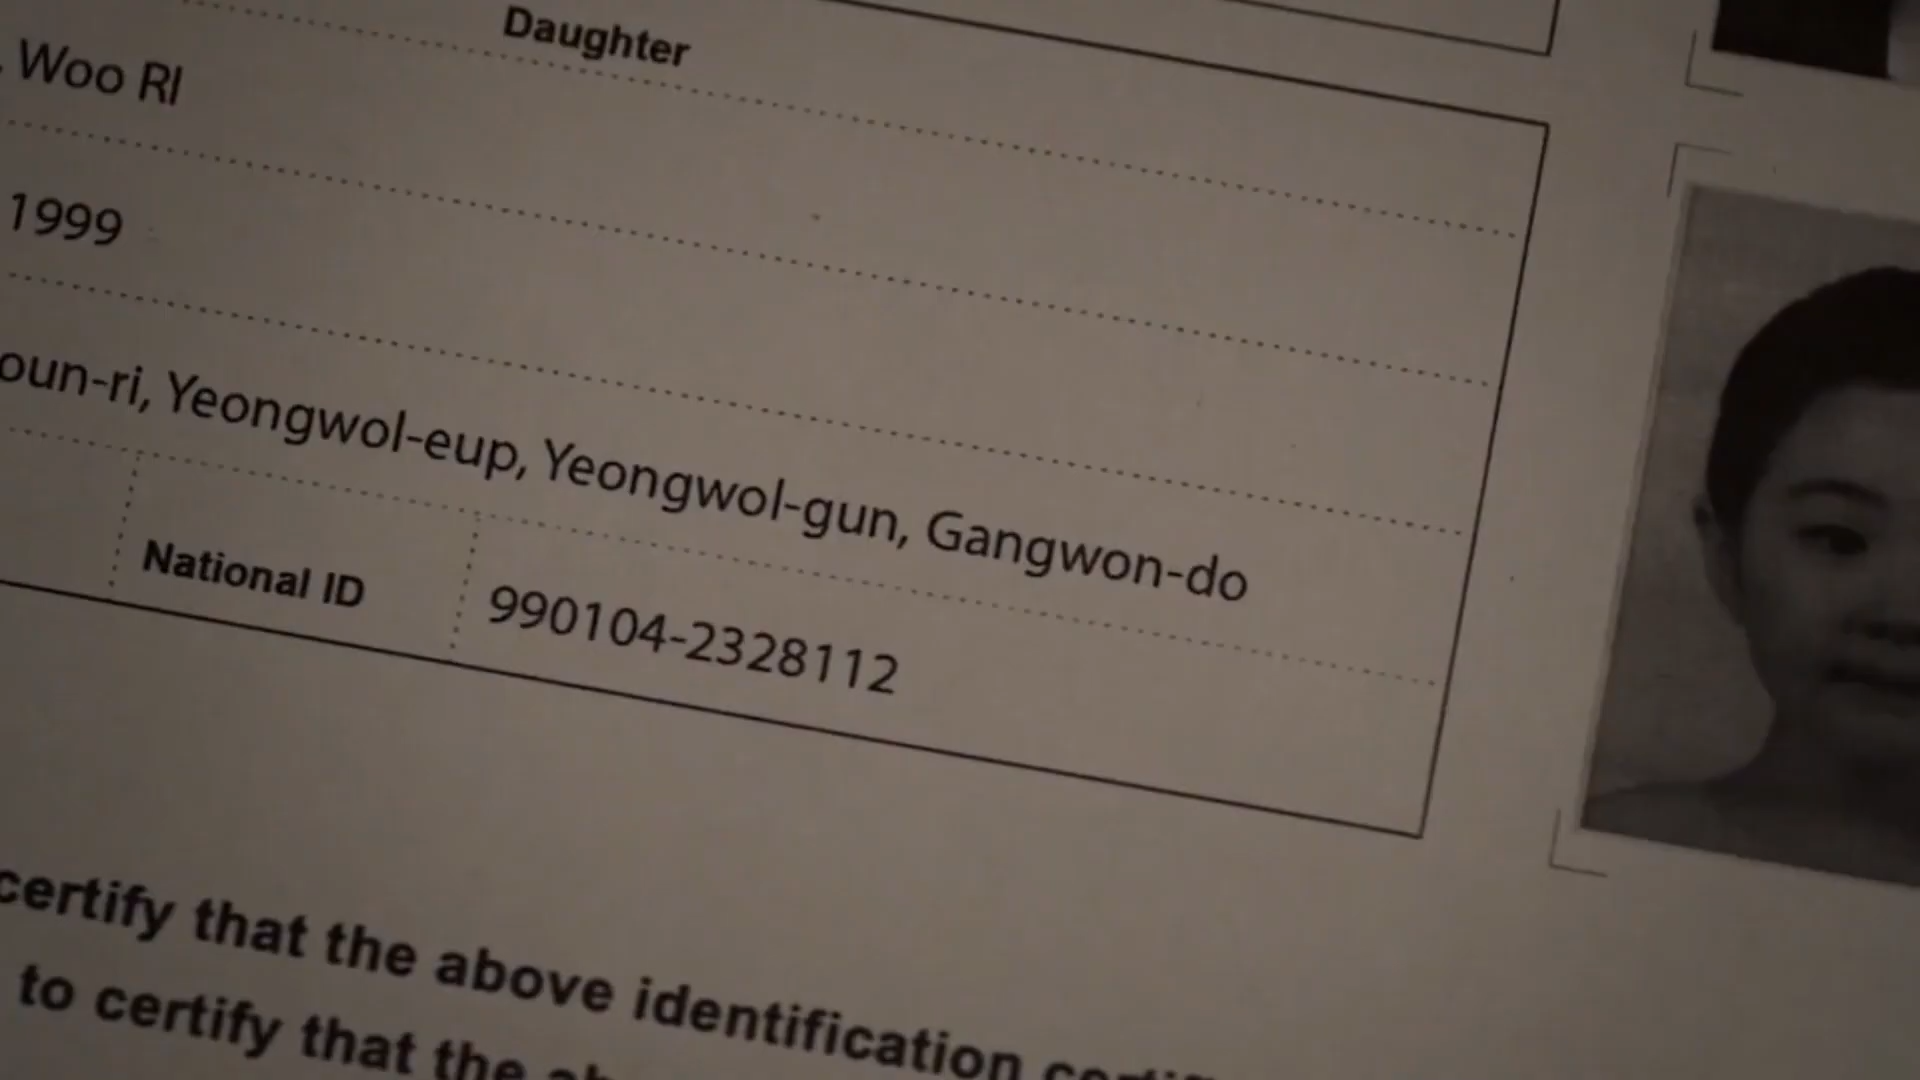 Daughter
. Woo RI
1999
oun-ri, Yeongwol-eup, Yeongwol-gun, Gangwon-do
National ID 990104-2328112
certify that the above identification
to certify that the